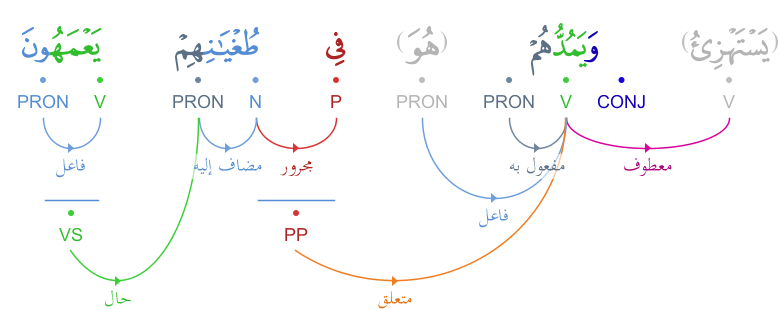 (يَسْتَهْزِئُ) وَيَمُدُّهُمْ (هُوَ) فِي طُغْيَـٰنِهِمْ يَعْمَهُونَ
V CONJ V PRON PRON P N PRON V PRON
معطوف مفعول به مجرور مضاف إليه فاعل
فاعل
PP VS
متعلق حال